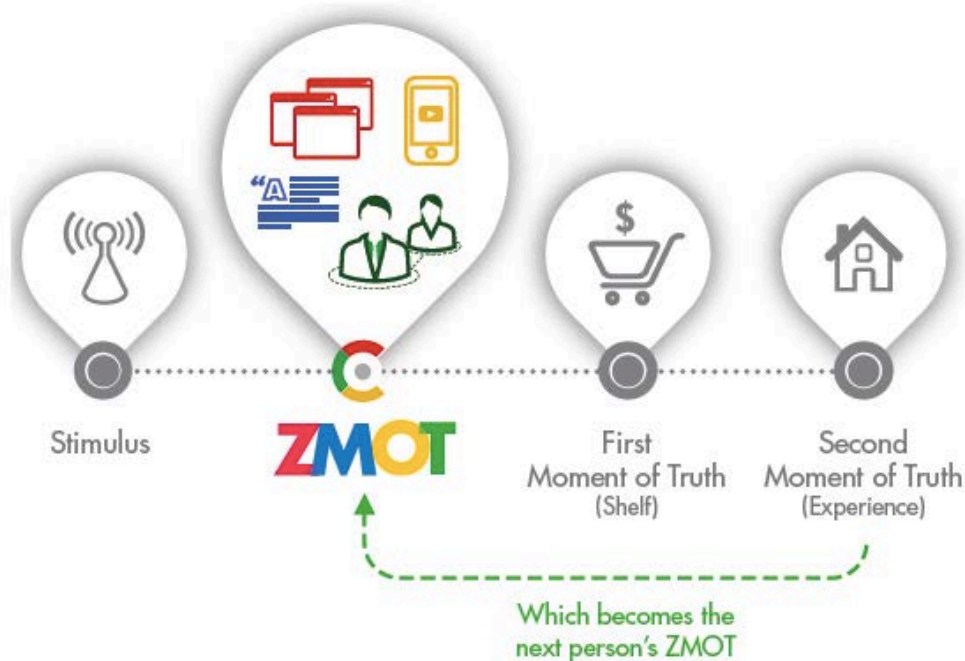 “A
$
Stimulus
ZMOT
First
Moment of Truth
(Shelf)
Second
Moment of Truth
(Experience)
Which becomes the
next person's ZMOT